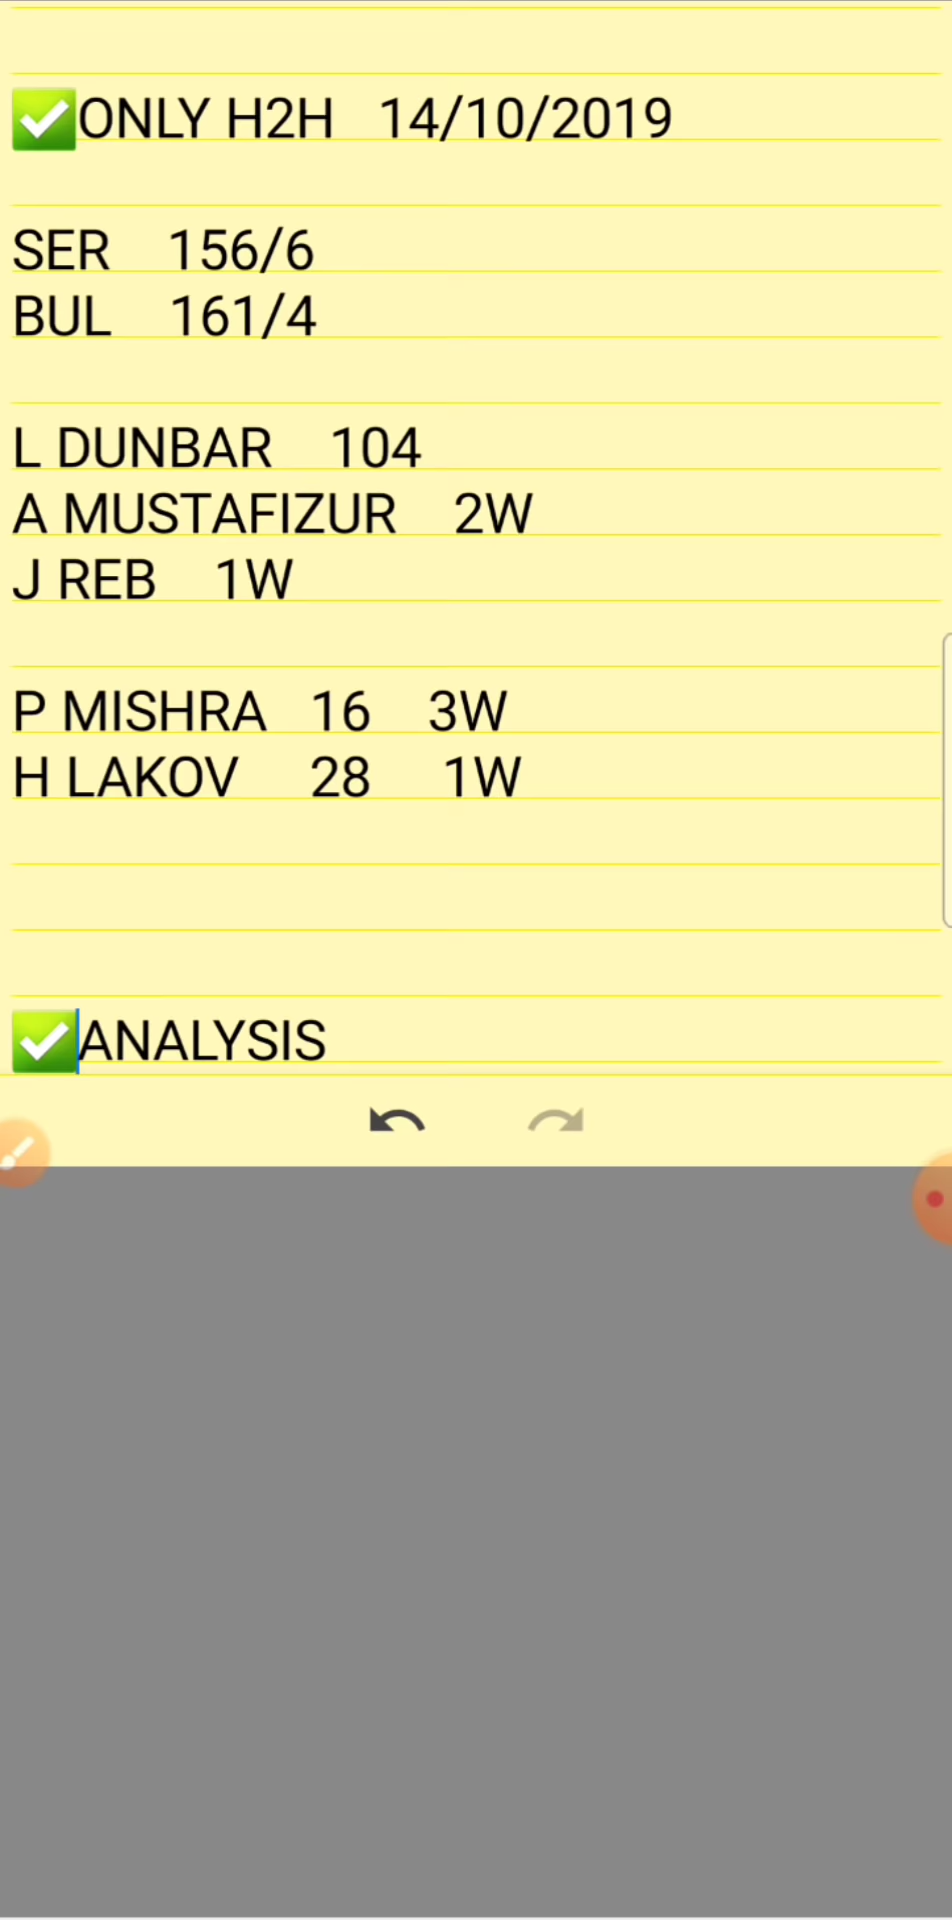 ✅ONLY H2H 14/10/2019
SER 156/6
BUL 161/4
L DUNBAR 104
A MUSTAFIZUR 2W
J REB 1W
P MISHRA 16 3W
H LAKOV 28 1W
✅ANALYSIS